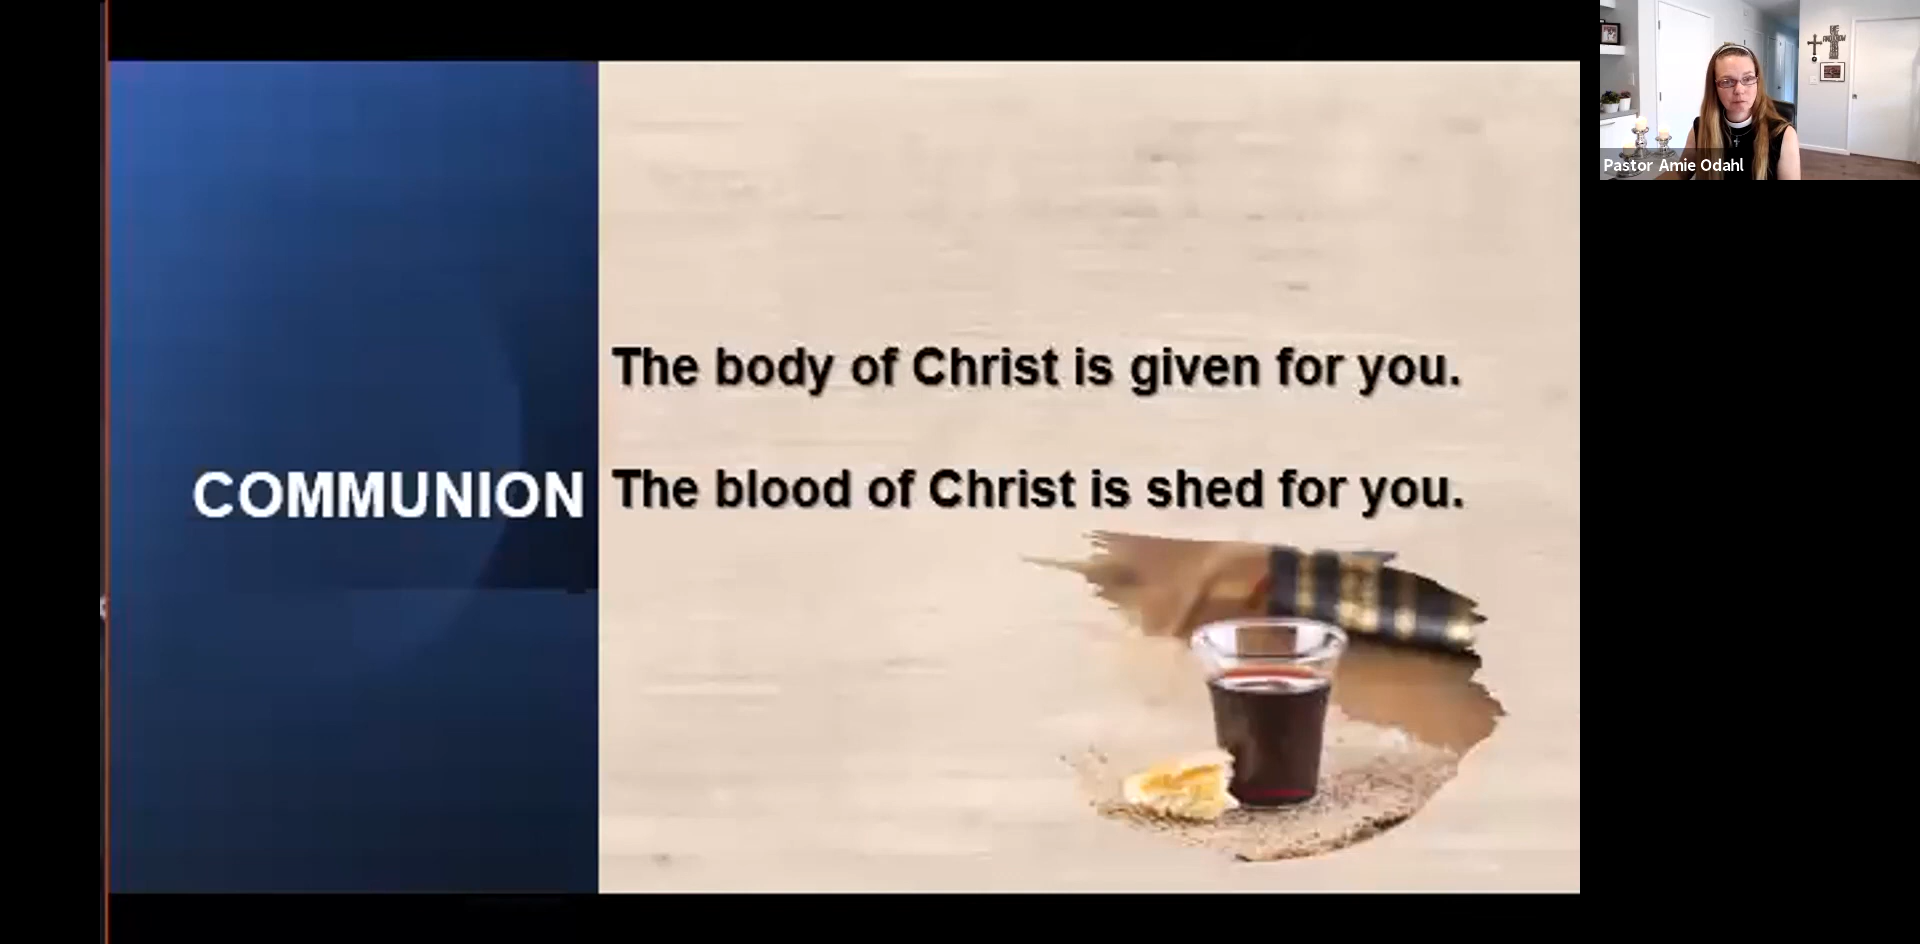 COMMUNION
The body of Christ is given for you.
The blood of Christ is shed for you.
Pastor Amie Odahl